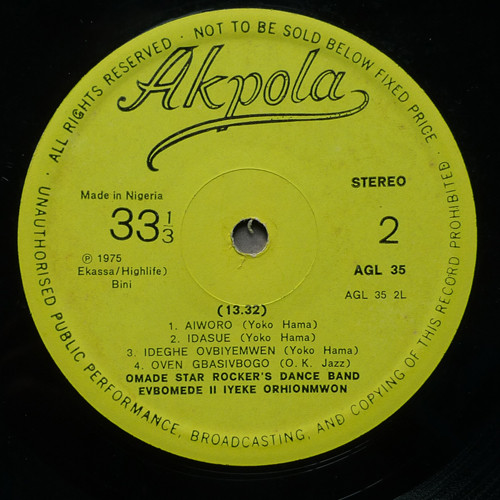 ALL RIGHTS RESERVED · NOT TO BE SOLD BELOW FIXED PRICE ·
UNAUTHORISED PUBLIC PERFORMANCE, BROADCASTING, AND COPYING OF THIS RECORD PROHIBITED ·
Akpola
Made in Nigeria
33 1/3
STEREO
2
℗ 1975
Ekassa/Highlife)
Bini
AGL 35
AGL 35 2L
(13.32)
1. AIWORO (Yoko Hama)
2. IDASUE (Yoko Hama)
3. IDEGHE OVBIYEMWEN (Yoko Hama)
4. OVEN GBASIVBOGO (O. K. Jazz)
OMADE STAR ROCKER'S DANCE BAND
EVBOMEDE II IYEKE ORHIONMWON